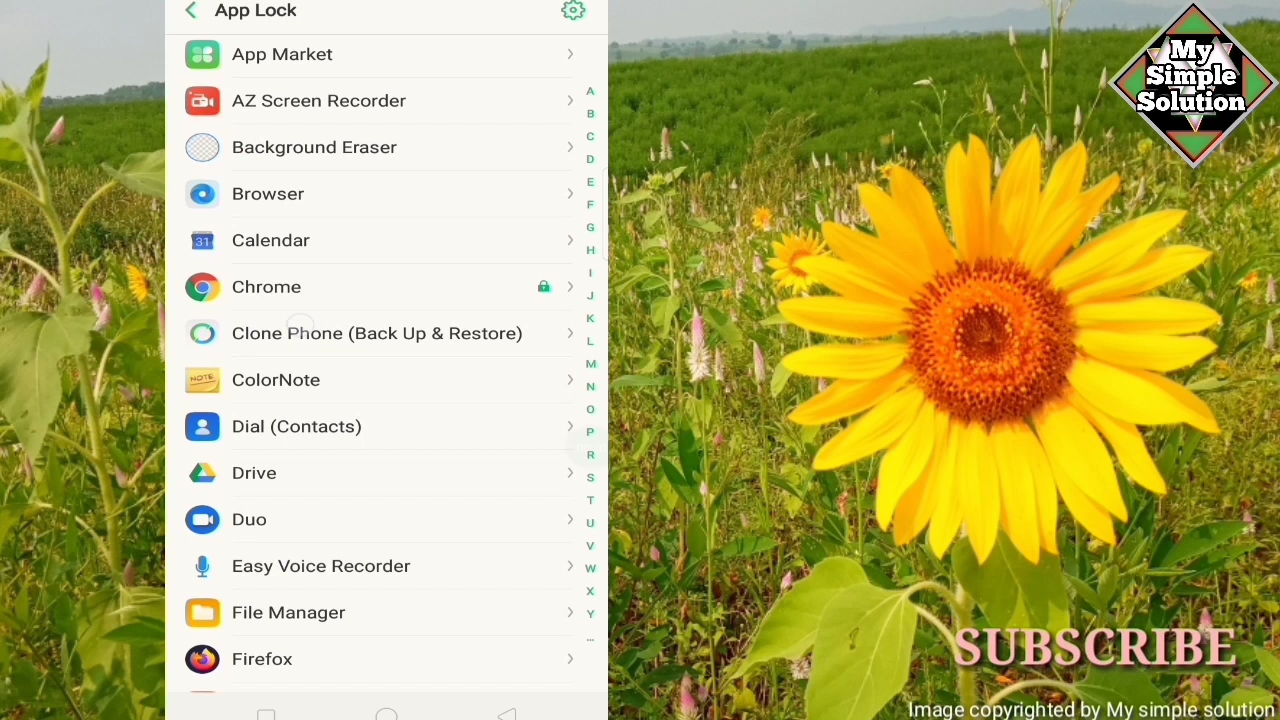 App Lock
App Market
AZ Screen Recorder
Background Eraser
Browser
31
Calendar
Chrome
Clone Phone (Back Up & Restore)
NOTE
ColorNote
Dial (Contacts)
Drive
Duo
Easy Voice Recorder
File Manager
Firefox
A
B
C
D
E
F
G
H
I
J
K
L
M
N
O
P
R
S
T
U
V
W
X
Y
...
My
Simple
Solution
SUBSCRIBE
Image copyrighted by My simple solution